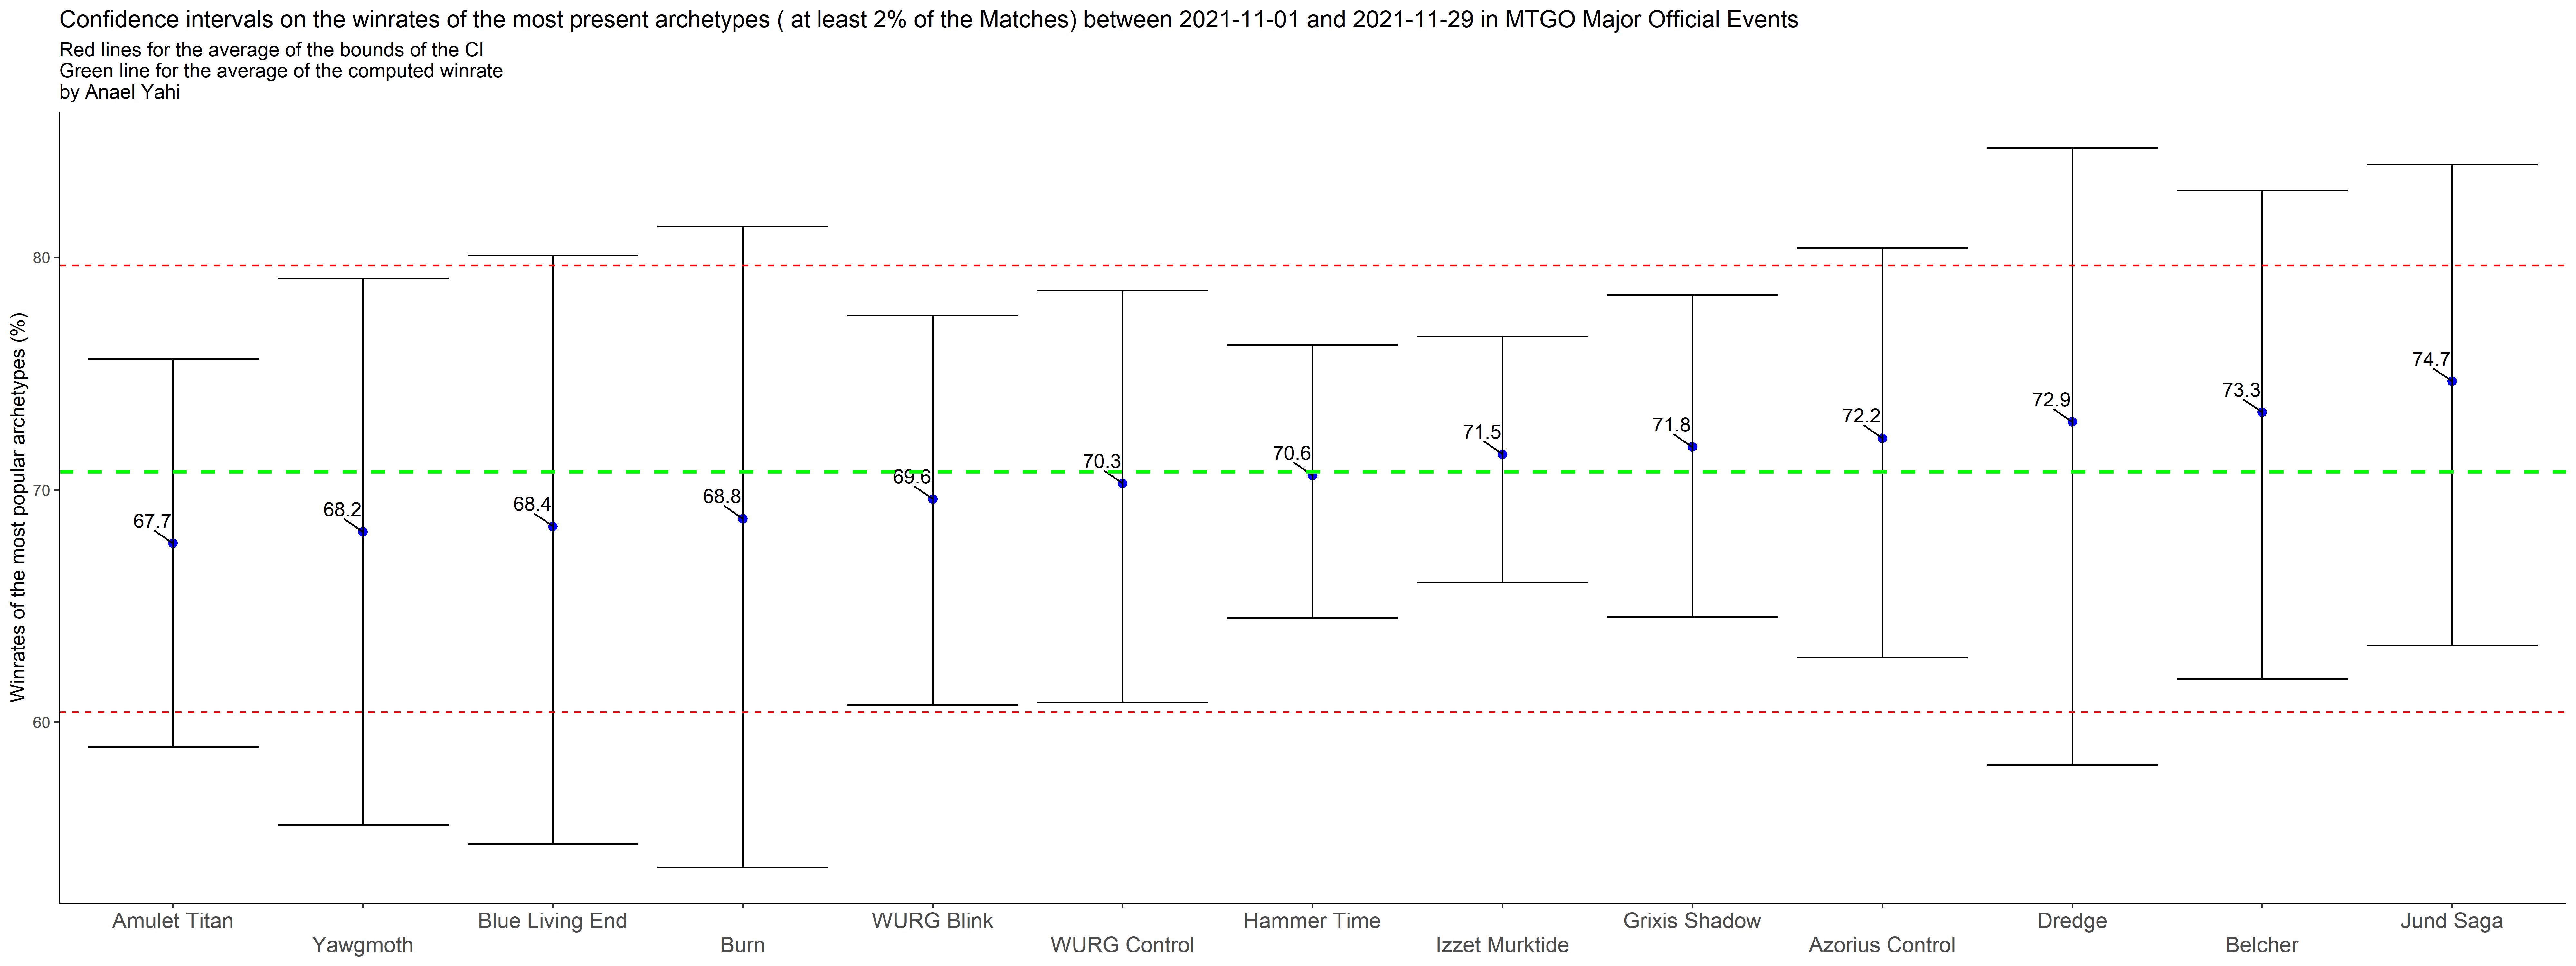 Confidence intervals on the winrates of the most present archetypes ( at least 2% of the Matches) between 2021-11-01 and 2021-11-29 in MTGO Major Official Events
Red lines for the average of the bounds of the CI
Green line for the average of the computed winrate
by Anael Yahi
Winrates of the most popular archetypes (%)
80
70
60
67.7
68.2
68.4
68.8
69.6
70.3
70.6
71.5
71.8
72.2
72.9
73.3
74.7
Amulet Titan
Yawgmoth
Blue Living End
Burn
WURG Blink
WURG Control
Hammer Time
Izzet Murktide
Grixis Shadow
Azorius Control
Dredge
Belcher
Jund Saga